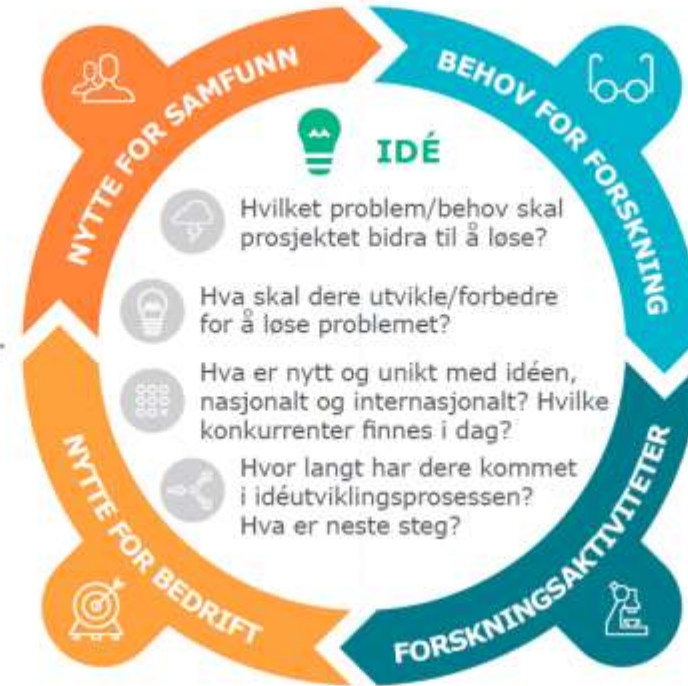 NYTTE FOR SAMFUNN
BEHOV FOR FORSKNING
IDÉ
Hvilket problem/behov skal
prosjektet bidra til å løse?
Hva skal dere utvikle/forbedre
for å løse problemet?
Hva er nytt og unikt med idéen,
nasjonalt og internasjonalt? Hvilke
konkurrenter finnes i dag?
Hvor langt har dere kommet
i idéutviklingsprosessen?
Hva er neste steg?
NYTTE FOR BEDRIFT
FORSKNINGSAKTIVITETER